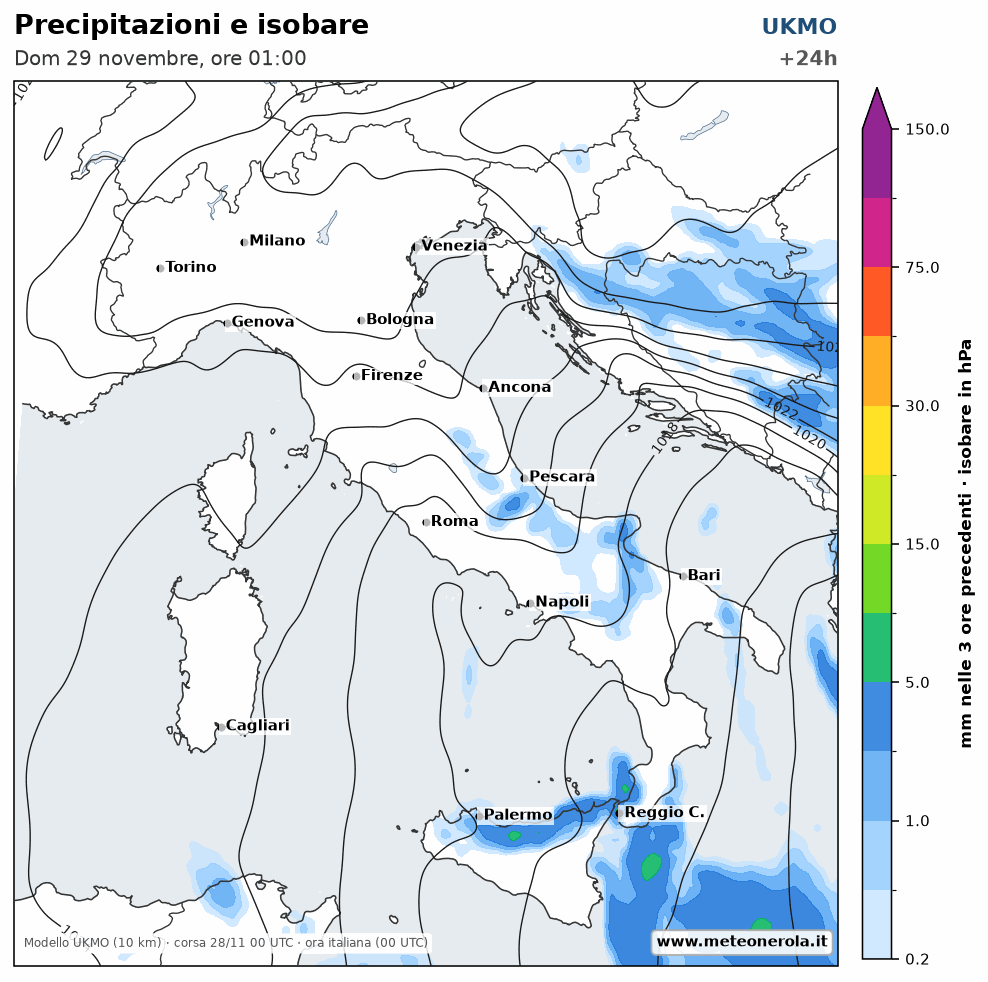 Precipitazioni e isobare
UKMO
Dom 29 novembre, ore 01:00
+24h
150.0
75.0
30.0
15.0
5.0
1.0
0.2
mm nelle 3 ore precedenti · isobare in hPa
Milano
Venezia
Torino
Genova
Bologna
Firenze
Ancona
1022
1020
1018
Pescara
Roma
Bari
Napoli
Cagliari
Palermo
Reggio C.
Modello UKMO (10 km) · corsa 28/11 00 UTC · ora italiana (00 UTC)
www.meteonerola.it